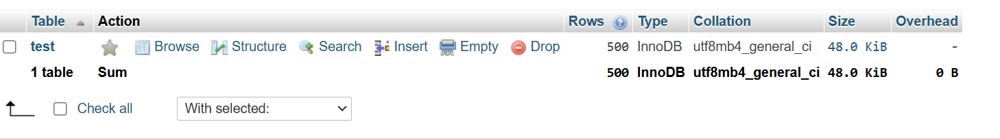 Table Action Rows Type Collation Size Overhead
test Browse Structure Search Insert Empty Drop 500 InnoDB utf8mb4_general_ci 48.0 KiB -
1 table Sum 500 InnoDB utf8mb4_general_ci 48.0 KiB 0 B
Check all With selected: